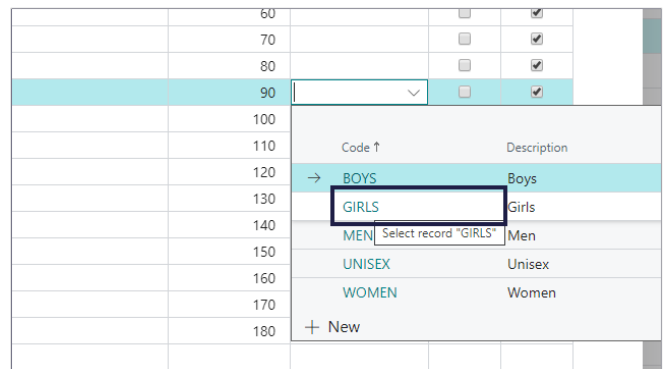 60
70
80
90
100
110
Code ↑ Description
120
→ BOYS Boys
130
GIRLS Girls
140
MEN Select record "GIRLS" Men
150
UNISEX Unisex
160
WOMEN Women
170
180
+ New